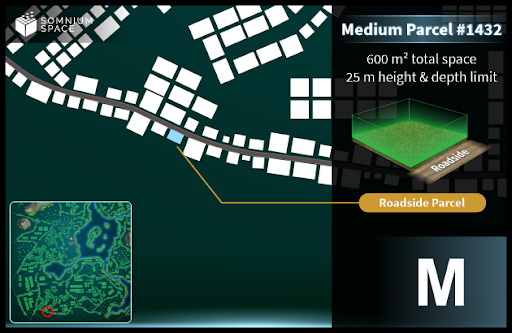 SOMNIUM
SPACE
Medium Parcel #1432
600 m² total space
25 m height & depth limit
Roadside
Roadside Parcel
M